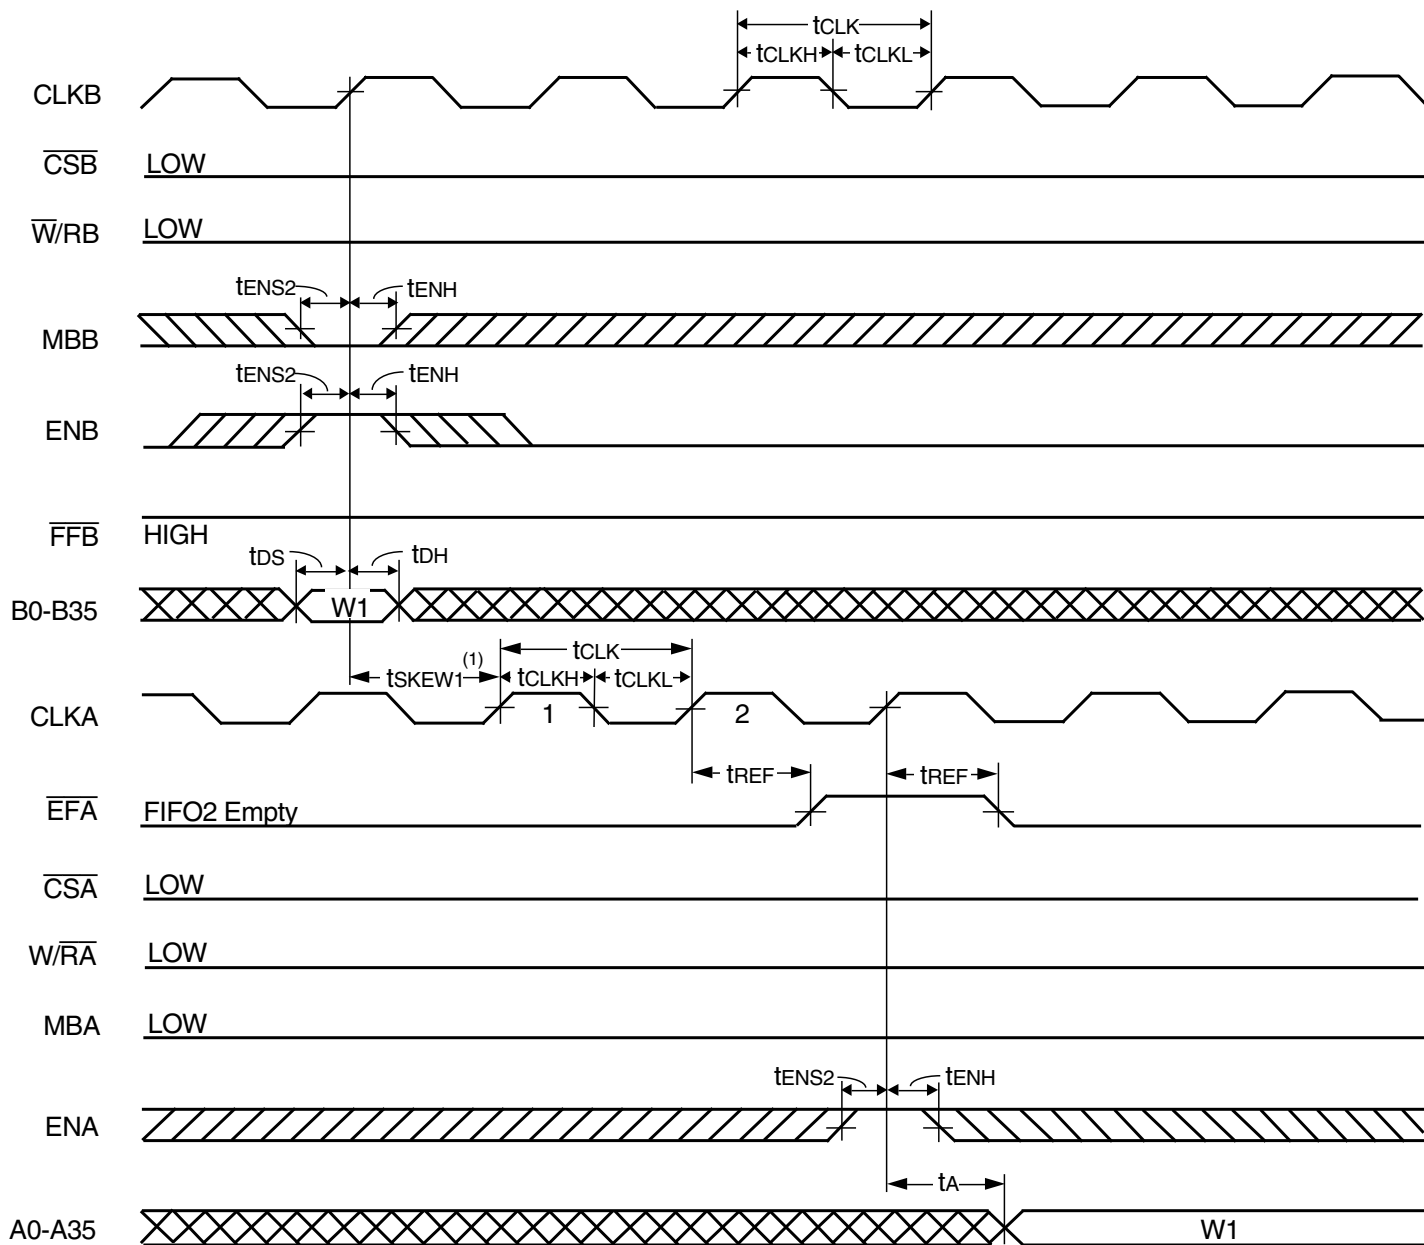 tCLK
tCLKH tCLKL
CLKB
CSB LOW
W/RB LOW
tENS2 tENH
MBB
tENS2 tENH
ENB
FFB HIGH
tDS tDH
B0-B35 W1
tCLK
tSKEW1(1) tCLKH tCLKL
CLKA 1 2
tREF tREF
EFA FIFO2 Empty
CSA LOW
W/RA LOW
MBA LOW
tENS2 tENH
ENA
tA
A0-A35 W1